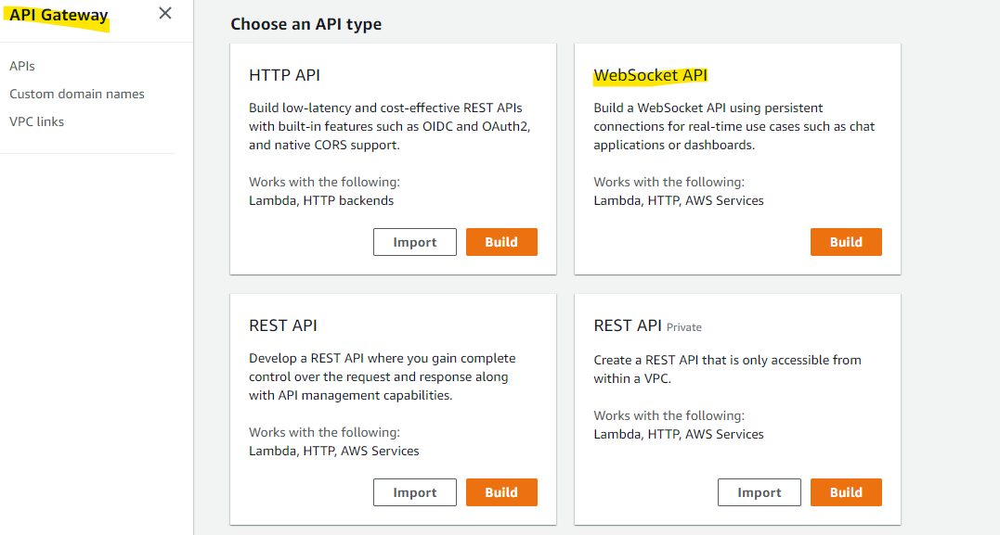 API Gateway
APIs
Custom domain names
VPC links
Choose an API type
HTTP API
Build low-latency and cost-effective REST APIs
with built-in features such as OIDC and OAuth2,
and native CORS support.
Works with the following:
Lambda, HTTP backends
Import
Build
WebSocket API
Build a WebSocket API using persistent
connections for real-time use cases such as chat
applications or dashboards.
Works with the following:
Lambda, HTTP, AWS Services
Build
REST API
Develop a REST API where you gain complete
control over the request and response along
with API management capabilities.
Works with the following:
Lambda, HTTP, AWS Services
Import
Build
REST API Private
Create a REST API that is only accessible from
within a VPC.
Works with the following:
Lambda, HTTP, AWS Services
Import
Build